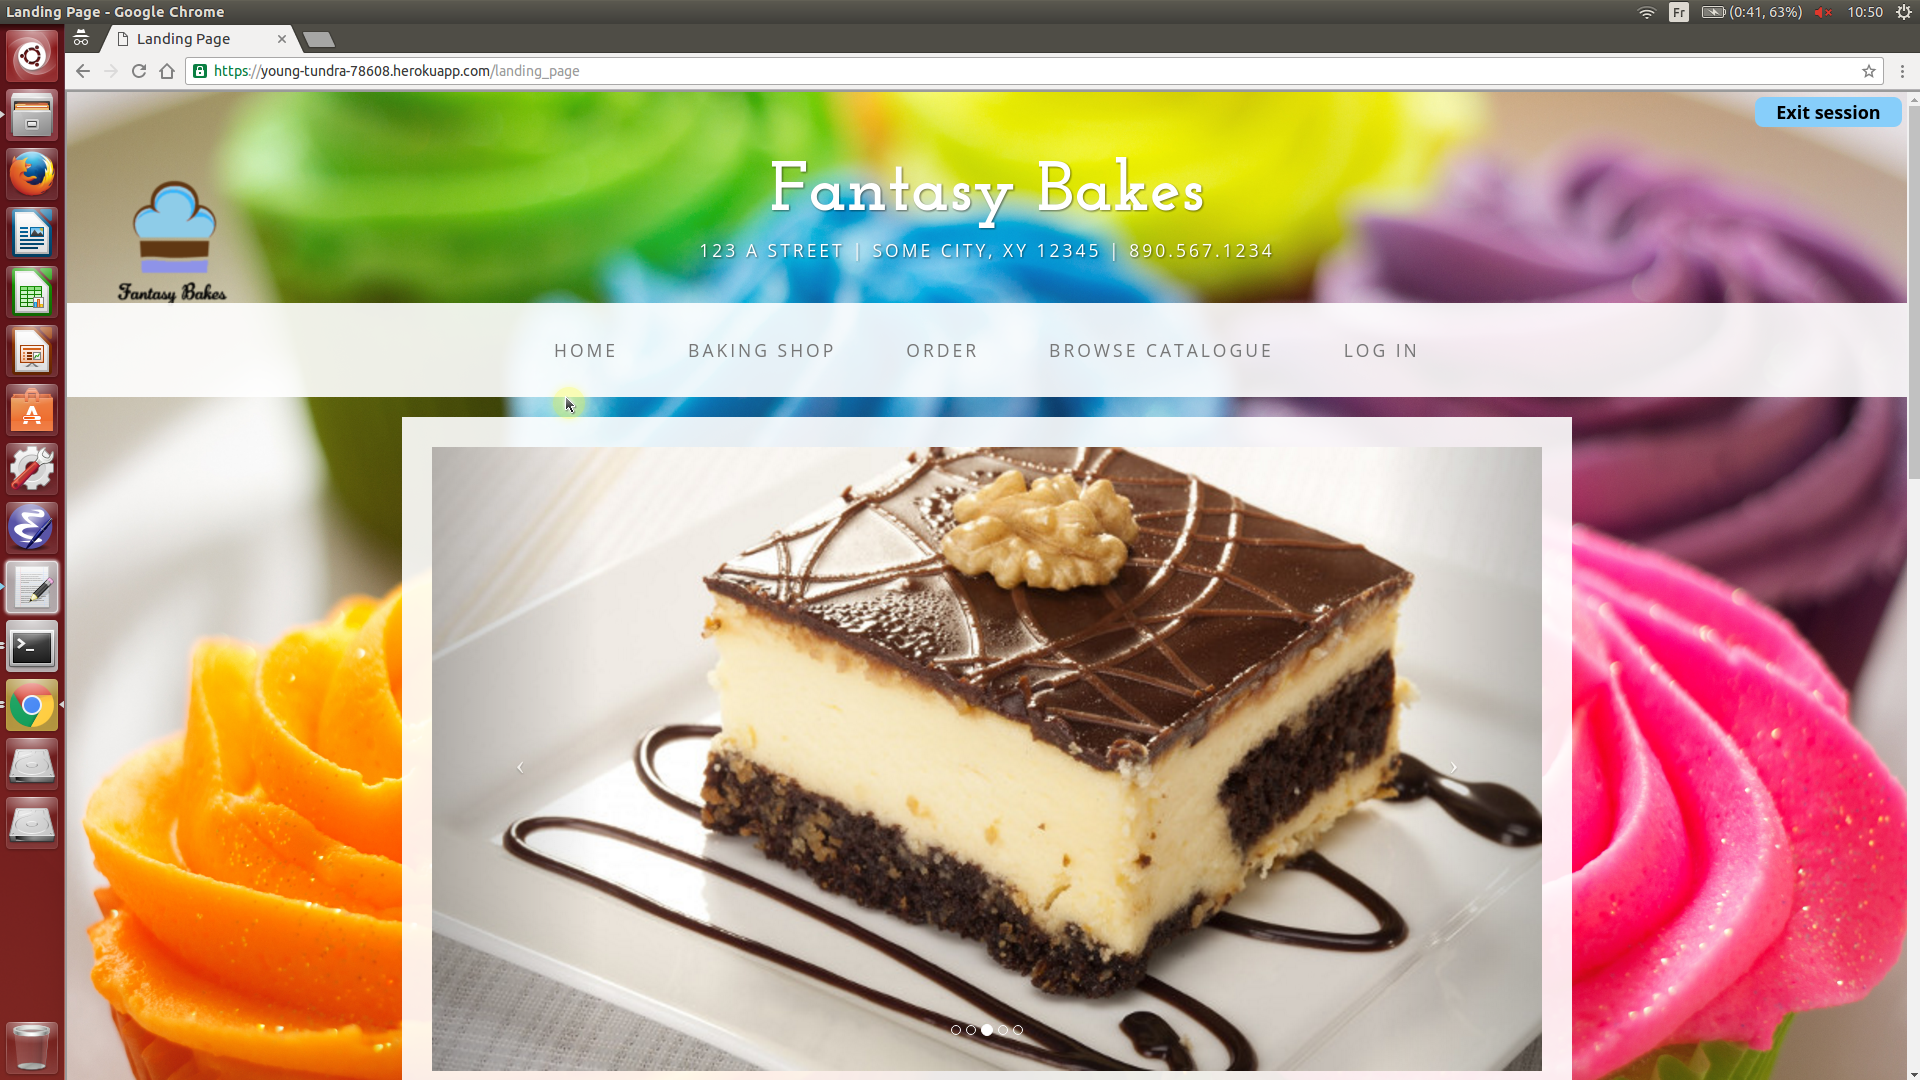 Landing Page - Google Chrome
Fr
(0:41, 63%)
10:50
Landing Page
https://young-tundra-78608.herokuapp.com/landing_page
Exit session
Fantasy Bakes
123 A STREET | SOME CITY, XY 12345 | 890.567.1234
Fantasy Bakes
HOME
BAKING SHOP
ORDER
BROWSE CATALOGUE
LOG IN